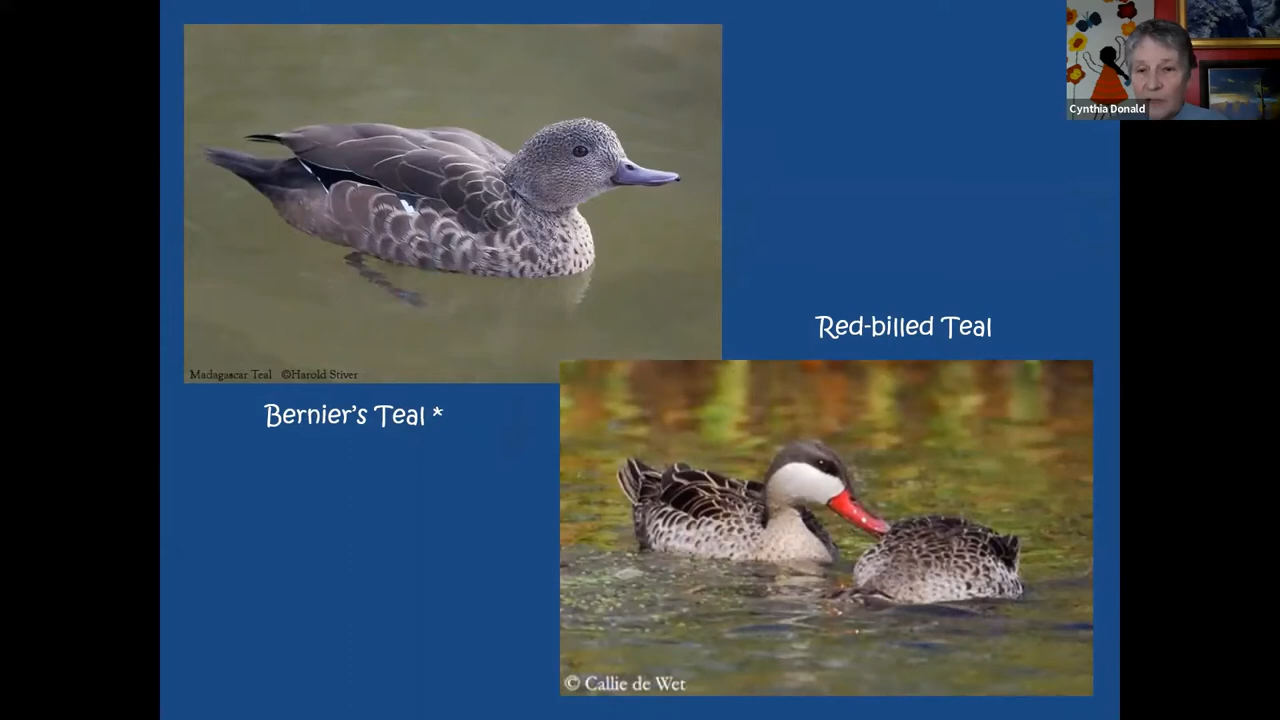 Cynthia Donald
Red-billed Teal
Madagascar Teal ©Harold Stiver
Bernier's Teal *
© Callie de Wet